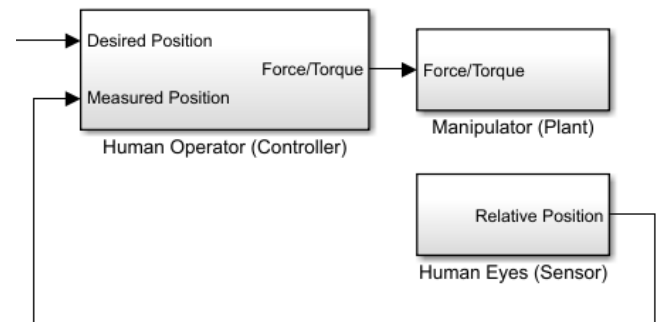 Desired Position
Force/Torque
Measured Position
Human Operator (Controller)
Force/Torque
Manipulator (Plant)
Relative Position
Human Eyes (Sensor)